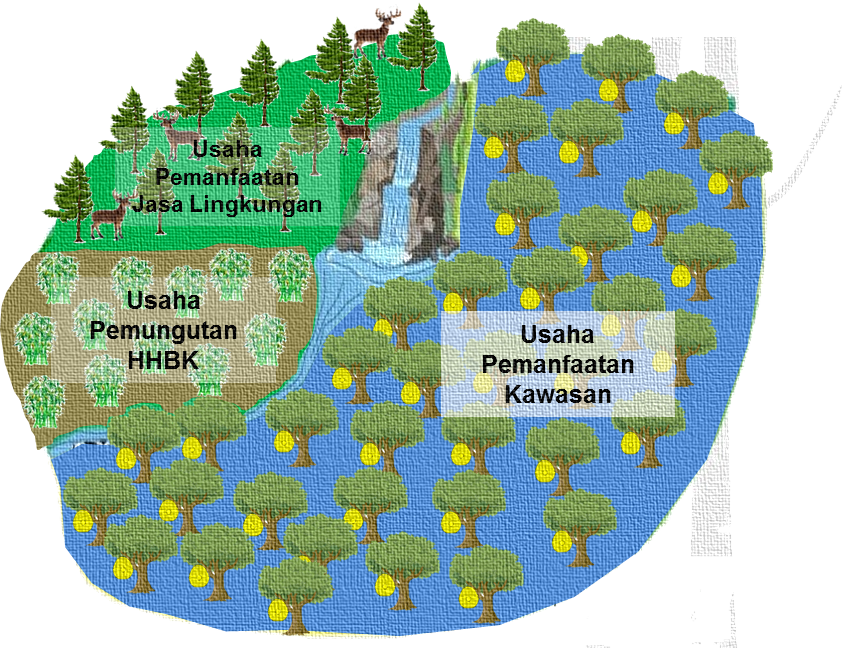 Usaha
Pemanfaatan
Jasa Lingkungan
Usaha
Pemungutan
HHBK
Usaha
Pemanfaatan
Kawasan